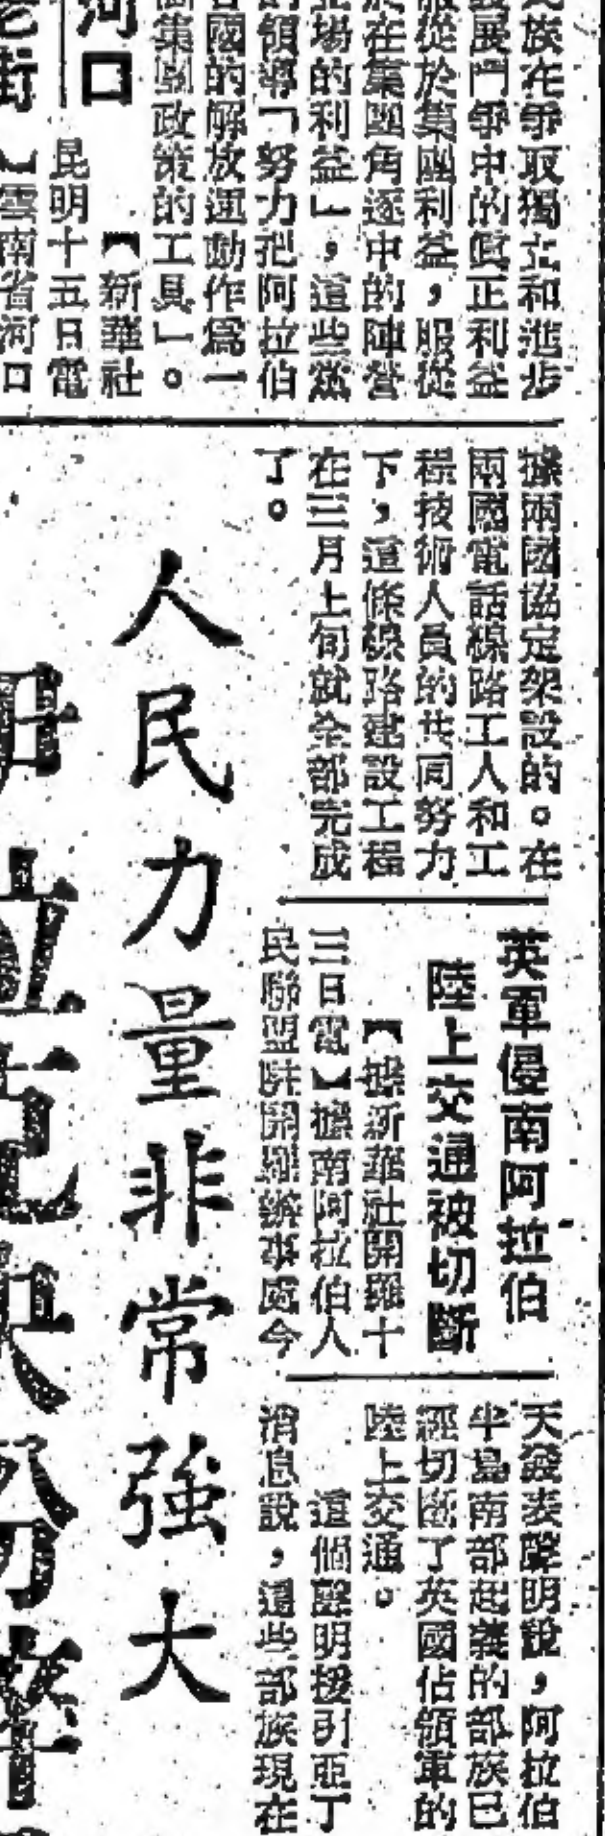 族在爭取獨立和進步
展鬥爭中的真正利益
服從於集團利益，服從
於在集團角逐中的陣營
立場的利益」，這些黨
的領導「努力把阿拉伯
各國的解放運動作爲一
個集團政策的工具」。
河口
老街
【新華社
昆明十五日電
】雲南省河口
據兩國協定架設的。在
兩國電話線路工人和工
程技術人員的共同努力
下，這條線路建設工程
在三月上旬就全部完成
了。
英軍侵南阿拉伯
陸上交通被切斷
【據新華社開羅十
三日電】據南阿拉伯人
民聯盟駐開羅辦事處今
天發表聲明說，阿拉伯
半島南部起義的部族已
經切斷了英國佔領軍的
陸上交通。
這個聲明援引亞丁
消息說，這些部族現在
人民力量非常強大